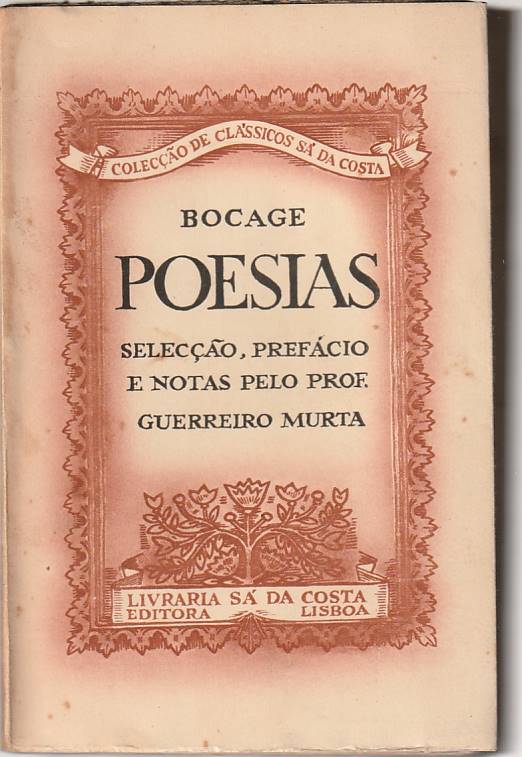 COLECÇÃO DE CLÁSSICOS SÁ DA COSTA
BOCAGE
POESIAS
SELECÇÃO, PREFÁCIO
E NOTAS PELO PROF.
GUERREIRO MURTA
LIVRARIA SÁ DA COSTA
EDITORA LISBOA